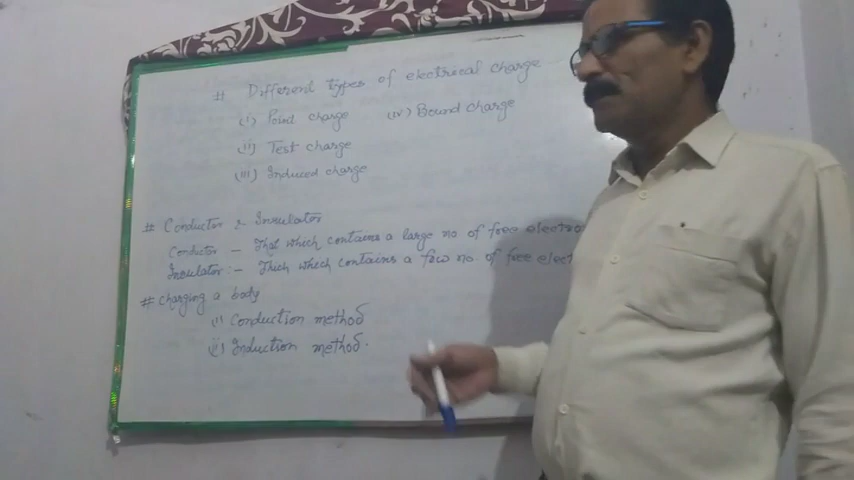 # Different types of electrical charge
(i) Point charge (iv) Bound charge
(ii) Test charge
(iii) Induced charge
# Conductor & Insulator
Conductor - That which contains a large no of free electro
Insulator :- Thich which contains a few no. of free elect
# Charging a body
(i) Conduction method
(ii) Induction method.